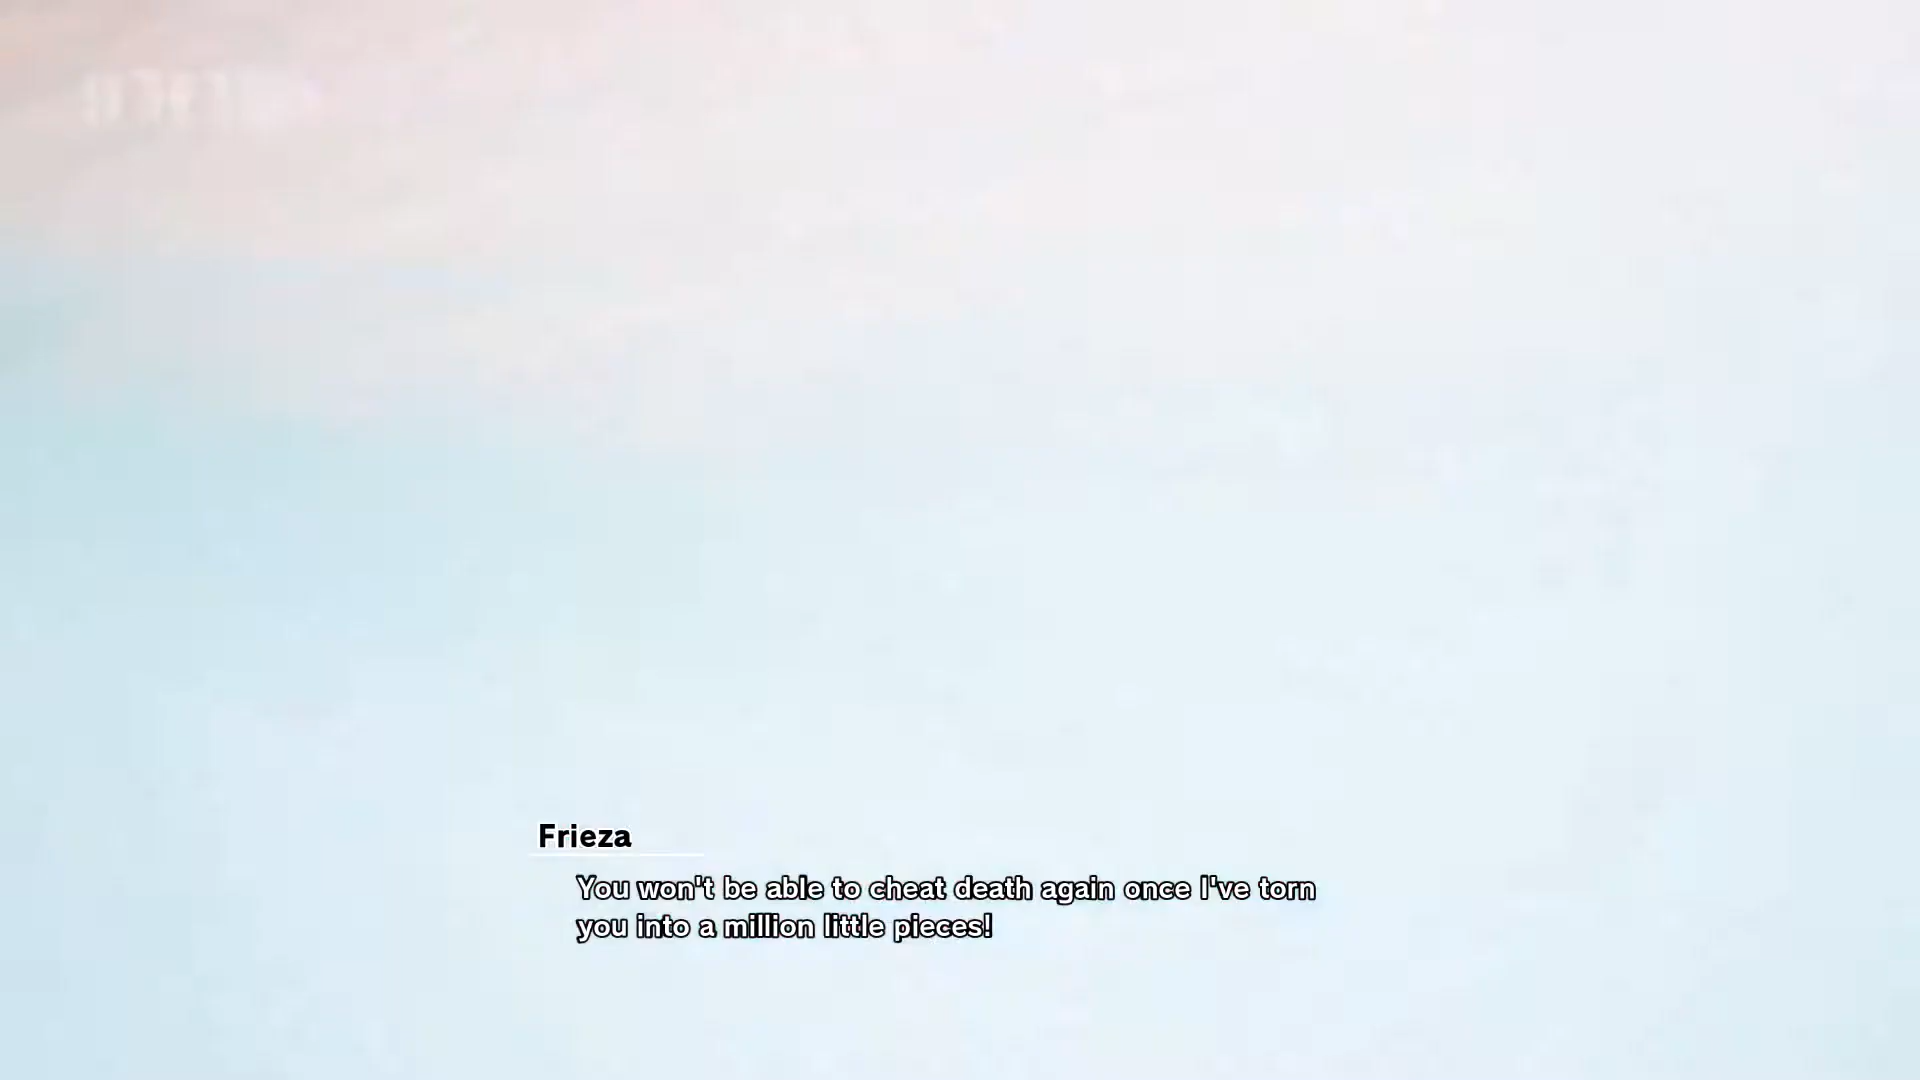 Frieza
You won't be able to cheat death again once I've torn
you into a million little pieces!